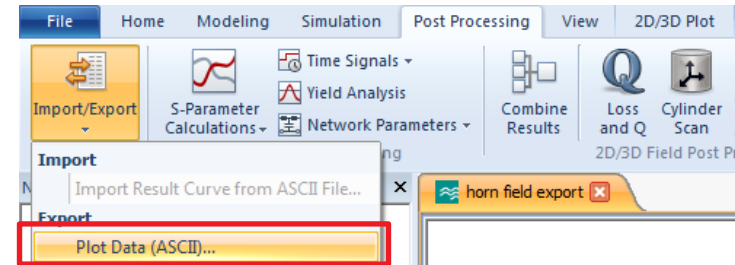 File Home Modeling Simulation Post Processing View 2D/3D Plot
Import/Export
S-Parameter
Calculations
Time Signals
Yield Analysis
Network Parameters
Combine
Results
Loss
and Q
Cylinder
Scan
ng
2D/3D Field Post Pr
Import
Import Result Curve from ASCII File...
Export
Plot Data (ASCII)...
N
horn field export